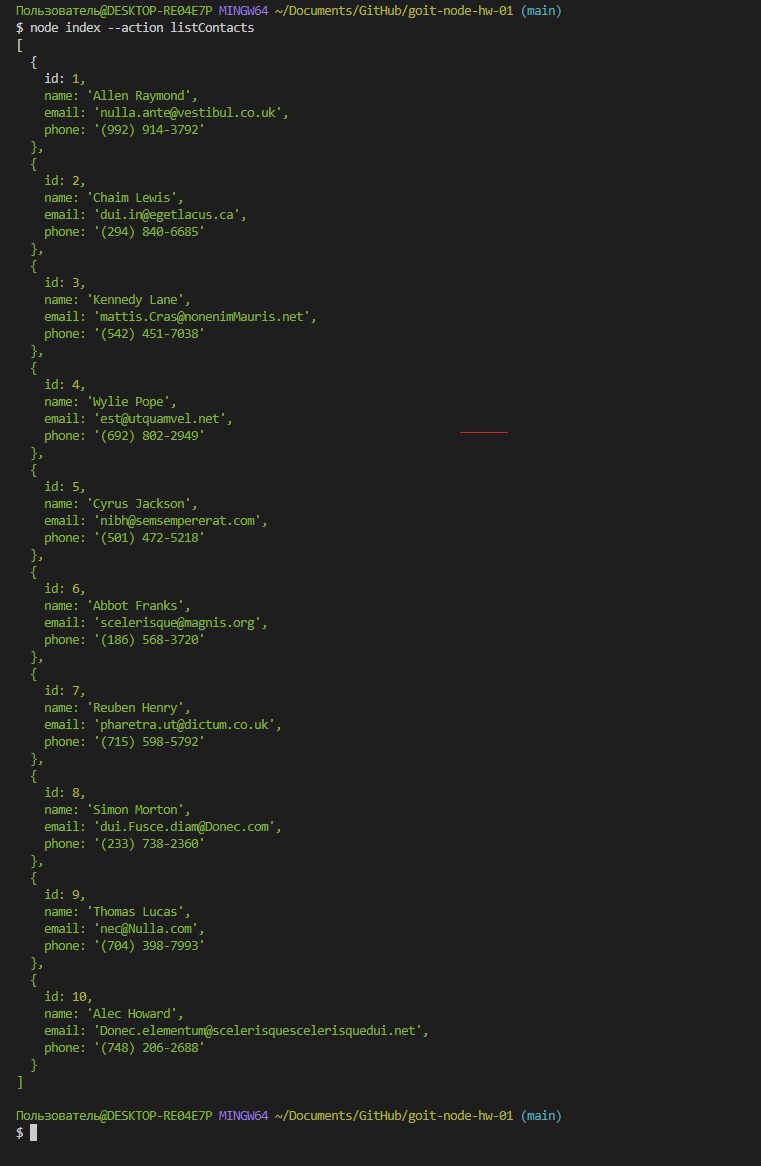 Пользователь@DESKTOP-RE04E7P MINGW64 ~/Documents/GitHub/goit-node-hw-01 (main)
$ node index --action listContacts
[
  {
    id: 1,
    name: 'Allen Raymond',
    email: 'nulla.ante@vestibul.co.uk',
    phone: '(992) 914-3792'
  },
  {
    id: 2,
    name: 'Chaim Lewis',
    email: 'dui.in@egetlacus.ca',
    phone: '(294) 840-6685'
  },
  {
    id: 3,
    name: 'Kennedy Lane',
    email: 'mattis.Cras@nonenimMauris.net',
    phone: '(542) 451-7038'
  },
  {
    id: 4,
    name: 'Wylie Pope',
    email: 'est@utquamvel.net',
    phone: '(692) 802-2949'
  },
  {
    id: 5,
    name: 'Cyrus Jackson',
    email: 'nibh@semsempererat.com',
    phone: '(501) 472-5218'
  },
  {
    id: 6,
    name: 'Abbot Franks',
    email: 'scelerisque@magnis.org',
    phone: '(186) 568-3720'
  },
  {
    id: 7,
    name: 'Reuben Henry',
    email: 'pharetra.ut@dictum.co.uk',
    phone: '(715) 598-5792'
  },
  {
    id: 8,
    name: 'Simon Morton',
    email: 'dui.Fusce.diam@Donec.com',
    phone: '(233) 738-2360'
  },
  {
    id: 9,
    name: 'Thomas Lucas',
    email: 'nec@Nulla.com',
    phone: '(704) 398-7993'
  },
  {
    id: 10,
    name: 'Alec Howard',
    email: 'Donec.elementum@scelerisquescelerisquedui.net',
    phone: '(748) 206-2688'
  }
]
Пользователь@DESKTOP-RE04E7P MINGW64 ~/Documents/GitHub/goit-node-hw-01 (main)
$